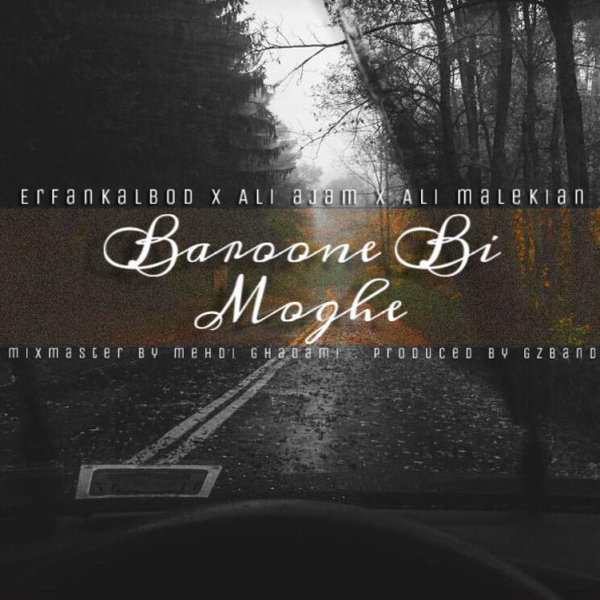 ErFanKalBOD X ALI aJam X ALI maleKian
Baroone Bi
Moghe
mixmaster BY meHDi GHaDami . PrODUCeD BY GZBanD